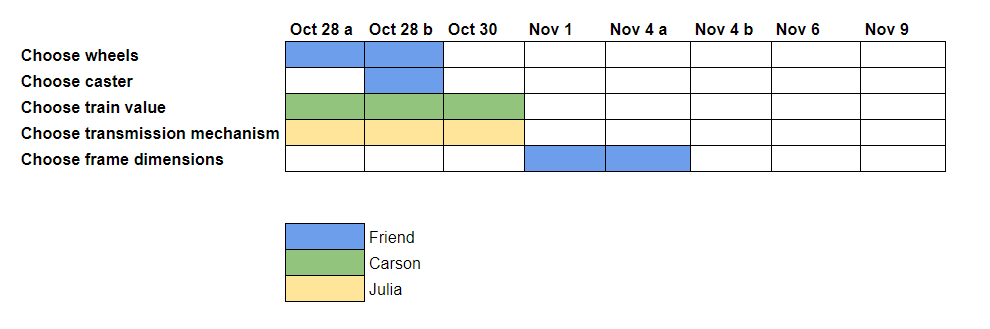 Oct 28 a Oct 28 b Oct 30 Nov 1 Nov 4 a Nov 4 b Nov 6 Nov 9
Choose wheels
Choose caster
Choose train value
Choose transmission mechanism
Choose frame dimensions
Friend
Carson
Julia